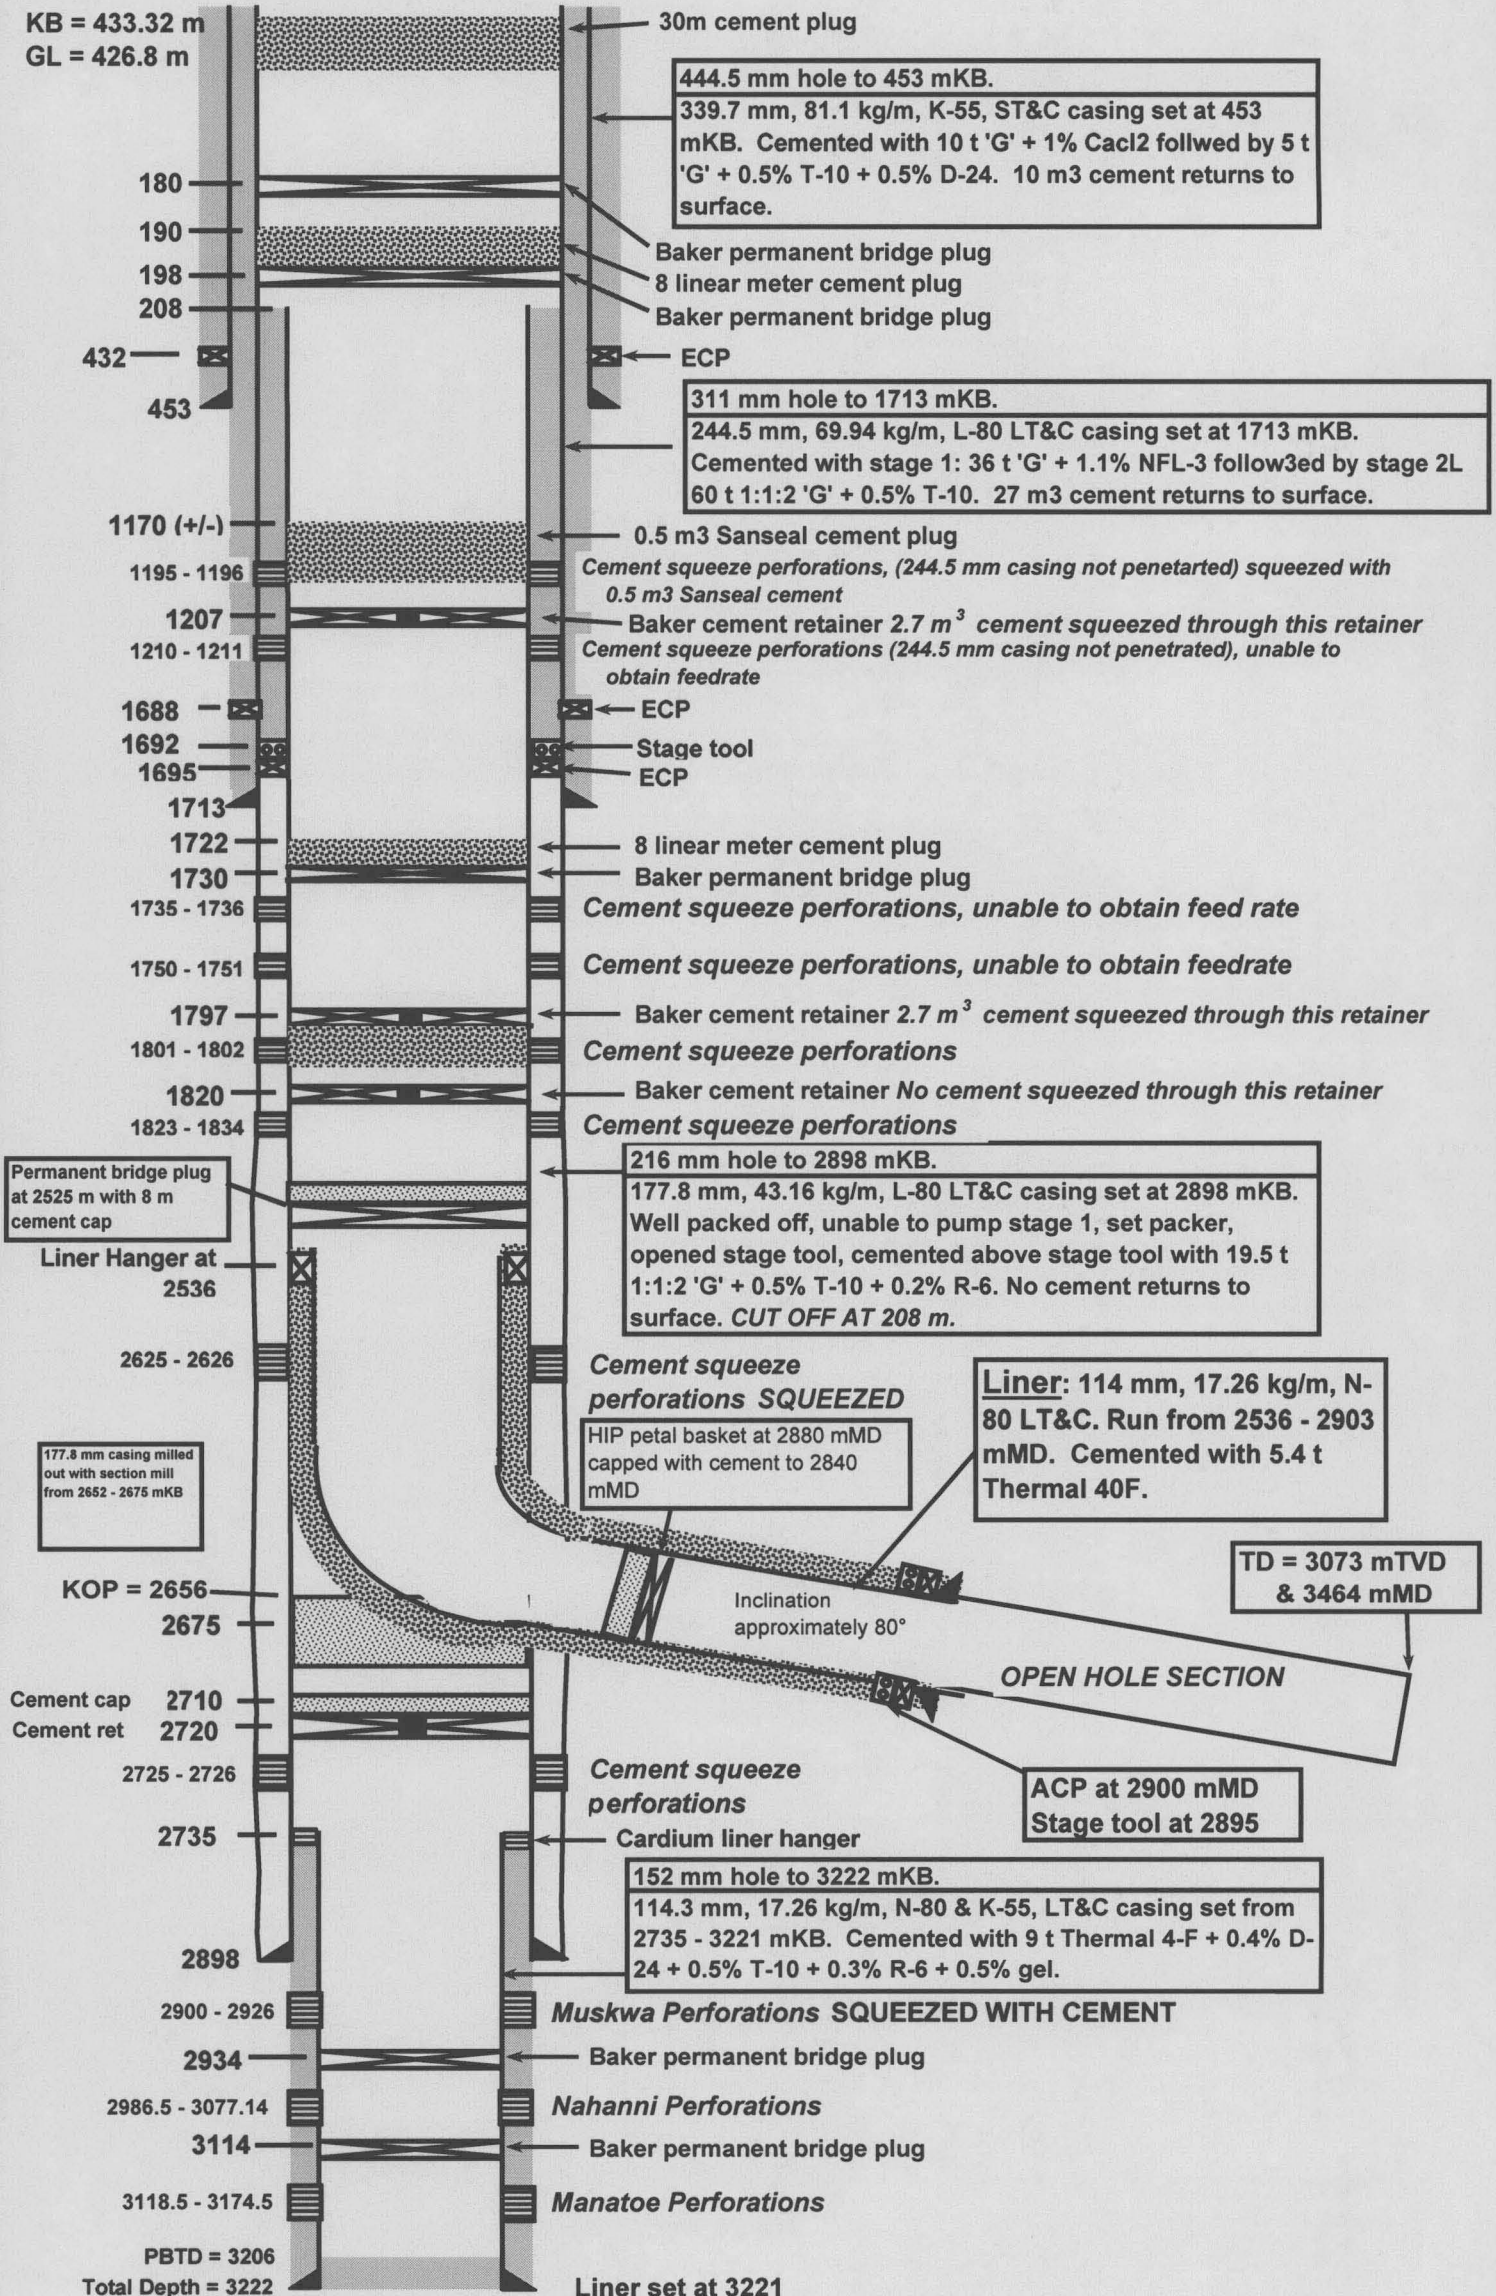 KB = 433.32 m
GL = 426.8 m
30m cement plug
444.5 mm hole to 453 mKB.
339.7 mm, 81.1 kg/m, K-55, ST&C casing set at 453
mKB. Cemented with 10 t 'G' + 1% Cacl2 follwed by 5 t
'G' + 0.5% T-10 + 0.5% D-24. 10 m3 cement returns to
surface.
180
190
198
208
Baker permanent bridge plug
8 linear meter cement plug
Baker permanent bridge plug
432
ECP
453
311 mm hole to 1713 mKB.
244.5 mm, 69.94 kg/m, L-80 LT&C casing set at 1713 mKB.
Cemented with stage 1: 36 t 'G' + 1.1% NFL-3 follow3ed by stage 2L
60 t 1:1:2 'G' + 0.5% T-10. 27 m3 cement returns to surface.
1170 (+/-)
0.5 m3 Sanseal cement plug
1195 - 1196
Cement squeeze perforations, (244.5 mm casing not penetarted) squeezed with
0.5 m3 Sanseal cement
1207
Baker cement retainer 2.7 m³ cement squeezed through this retainer
1210 - 1211
Cement squeeze perforations (244.5 mm casing not penetrated), unable to
obtain feedrate
1688
ECP
1692
Stage tool
1695
ECP
1713
1722
8 linear meter cement plug
1730
Baker permanent bridge plug
1735 - 1736
Cement squeeze perforations, unable to obtain feed rate
1750 - 1751
Cement squeeze perforations, unable to obtain feedrate
1797
Baker cement retainer 2.7 m³ cement squeezed through this retainer
1801 - 1802
Cement squeeze perforations
1820
Baker cement retainer No cement squeezed through this retainer
1823 - 1834
Cement squeeze perforations
Permanent bridge plug
at 2525 m with 8 m
cement cap
216 mm hole to 2898 mKB.
177.8 mm, 43.16 kg/m, L-80 LT&C casing set at 2898 mKB.
Well packed off, unable to pump stage 1, set packer,
opened stage tool, cemented above stage tool with 19.5 t
1:1:2 'G' + 0.5% T-10 + 0.2% R-6. No cement returns to
surface. CUT OFF AT 208 m.
Liner Hanger at
2536
2625 - 2626
Cement squeeze
perforations SQUEEZED
Liner: 114 mm, 17.26 kg/m, N-
80 LT&C. Run from 2536 - 2903
mMD. Cemented with 5.4 t
Thermal 40F.
HIP petal basket at 2880 mMD
capped with cement to 2840
mMD
177.8 mm casing milled
out with section mill
from 2652 - 2675 mKB
TD = 3073 mTVD
& 3464 mMD
KOP = 2656
2675
Inclination
approximately 80°
OPEN HOLE SECTION
Cement cap 2710
Cement ret 2720
2725 - 2726
Cement squeeze
perforations
ACP at 2900 mMD
Stage tool at 2895
2735
Cardium liner hanger
152 mm hole to 3222 mKB.
114.3 mm, 17.26 kg/m, N-80 & K-55, LT&C casing set from
2735 - 3221 mKB. Cemented with 9 t Thermal 4-F + 0.4% D-
24 + 0.5% T-10 + 0.3% R-6 + 0.5% gel.
2898
2900 - 2926
Muskwa Perforations SQUEEZED WITH CEMENT
2934
Baker permanent bridge plug
2986.5 - 3077.14
Nahanni Perforations
3114
Baker permanent bridge plug
3118.5 - 3174.5
Manatoe Perforations
PBTD = 3206
Total Depth = 3222
Liner set at 3221